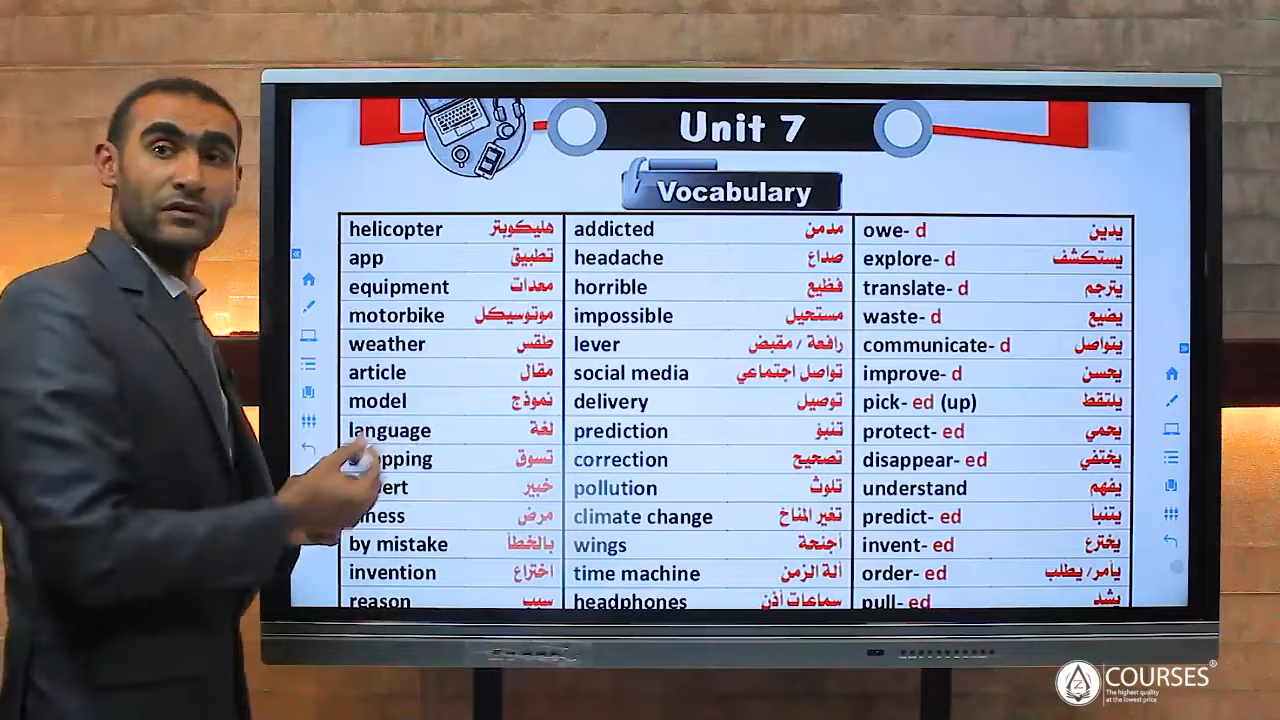 Unit 7
Vocabulary
helicopter هليكوبتر addicted مدمن owe- d يدين
app تطبيق headache صداع explore- d يستكشف
equipment معدات horrible فظيع translate- d يترجم
motorbike موتوسيكل impossible مستحيل waste- d يضيع
weather طقس lever رافعة / مقبض communicate- d يتواصل
article مقال social media تواصل اجتماعي improve- d يحسن
model نموذج delivery توصيل pick- ed (up) يلتقط
language لغة prediction تنبؤ protect- ed يحمي
pping تسوق correction تصحيح disappear- ed يختفي
ert خبير pollution تلوث understand يفهم
ness مرض climate change تغير المناخ predict- ed يتنبأ
by mistake بالخطأ wings أجنحة invent- ed يخترع
invention اختراع time machine آلة الزمن order- ed يأمر/ يطلب
reason سبب headphones سماعات أذن pull- ed يشد
COURSES®
The highest quality
at the lowest price